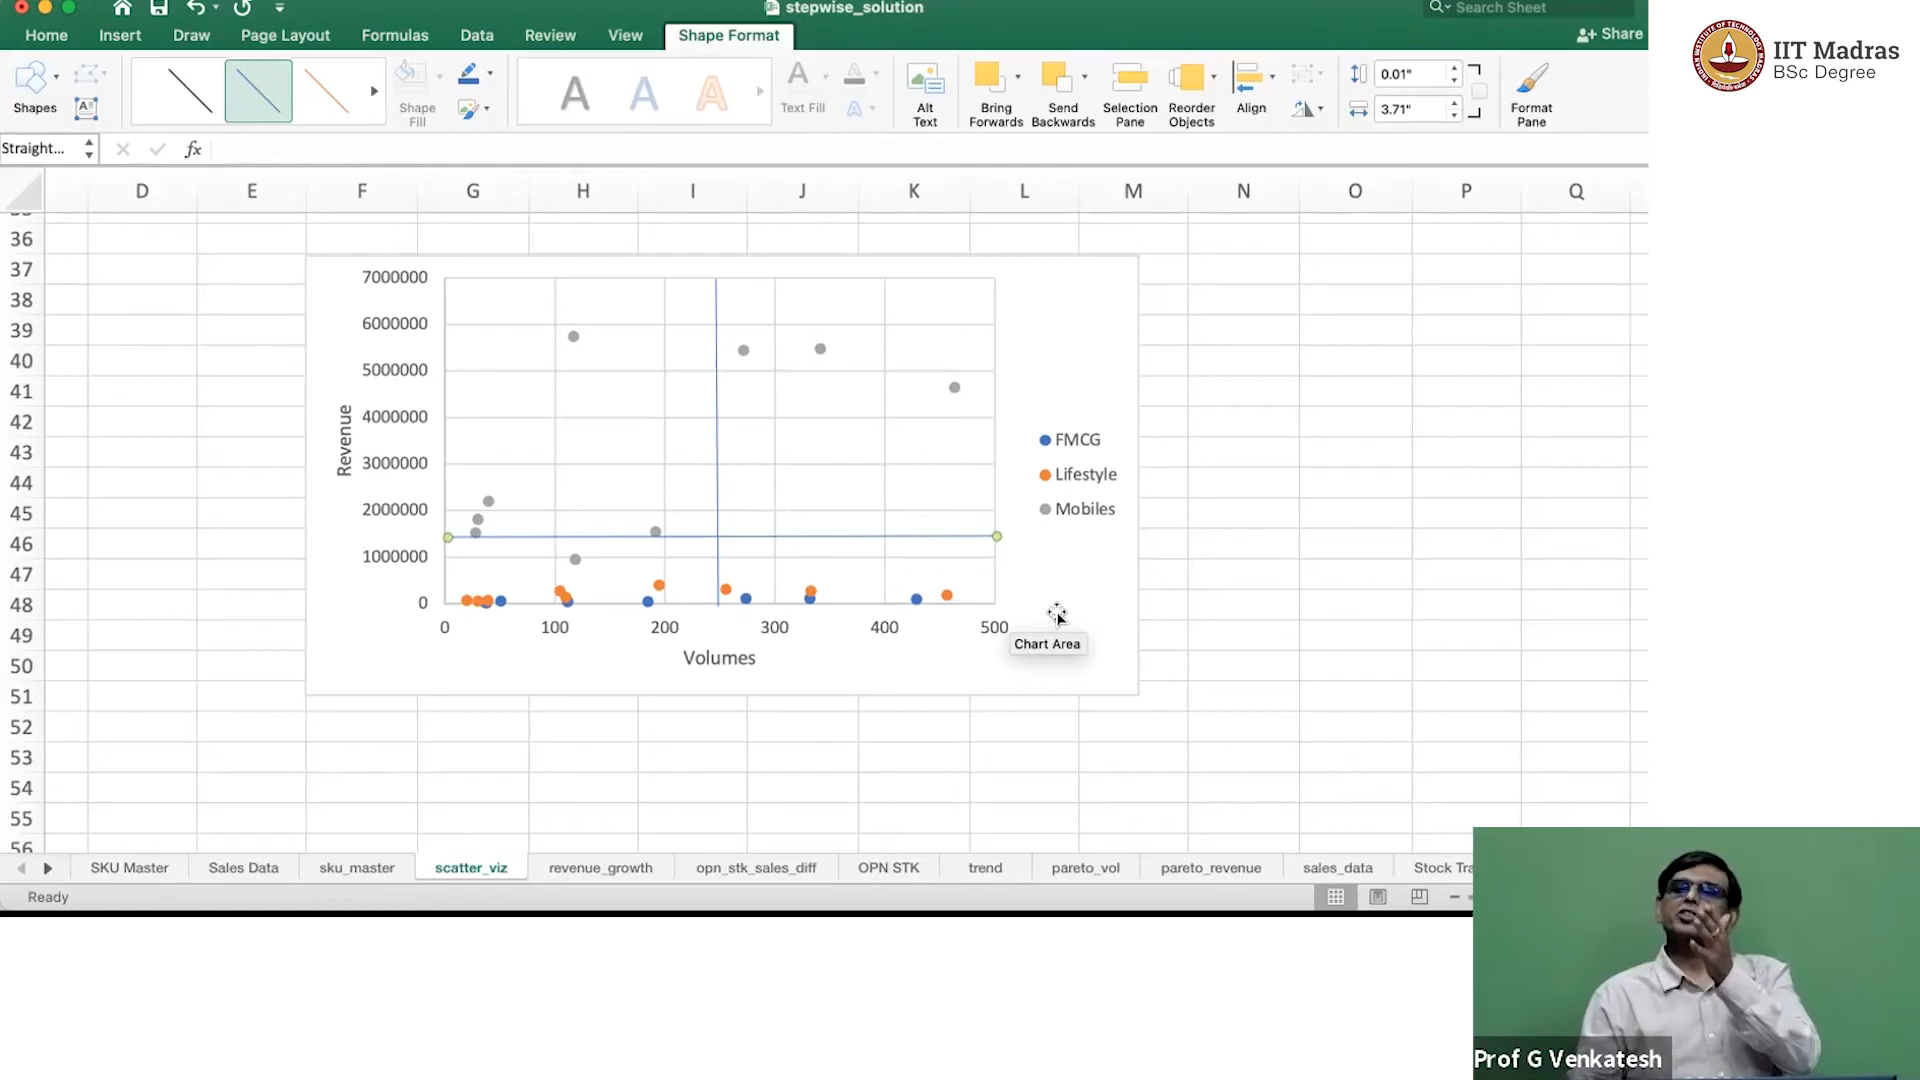 stepwise_solution
Search Sheet
Home Insert Draw Page Layout Formulas Data Review View Shape Format
Share
IIT Madras
BSc Degree
Shapes
Shape Fill
Text Fill
Alt Text
Bring Forwards
Send Backwards
Selection Pane
Reorder Objects
Align
0.01"
3.71"
Format Pane
Straight...
fx
D E F G H I J K L M N O P Q
36
37
38
39
40
41
42
43
44
45
46
47
48
49
50
51
52
53
54
55
56
7000000
6000000
5000000
4000000
3000000
2000000
1000000
0
Revenue
0 100 200 300 400 500
Volumes
FMCG
Lifestyle
Mobiles
Chart Area
SKU Master Sales Data sku_master scatter_viz revenue_growth opn_stk_sales_diff OPN STK trend pareto_vol pareto_revenue sales_data Stock
Ready
Prof G Venkatesh